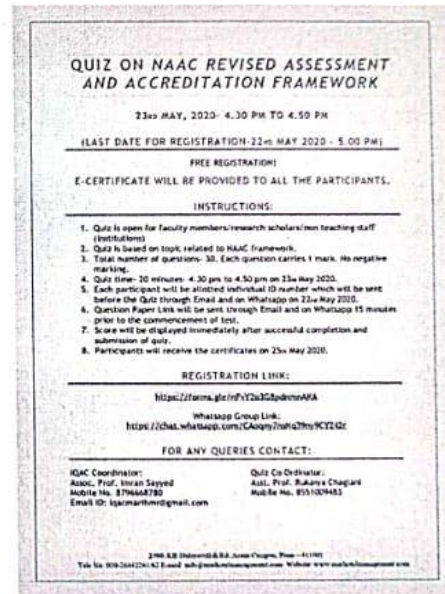 QUIZ ON NAAC REVISED ASSESSMENT
AND ACCREDITATION FRAMEWORK
23RD MAY, 2020- 4.30 PM TO 4.50 PM
(LAST DATE FOR REGISTRATION-22ND MAY 2020 - 5.00 PM)
FREE REGISTRATION!
E-CERTIFICATE WILL BE PROVIDED TO ALL THE PARTICIPANTS.
INSTRUCTIONS:
1. Quiz is open for faculty members/research scholars/non teaching staff
(institutions)
2. Quiz is based on topic related to NAAC framework.
3. Total number of questions- 30. Each question carries 1 mark. No negative
marking.
4. Quiz time- 20 minutes- 4.30 pm to 4.50 pm on 23rd May 2020.
5. Each participant will be allotted individual ID number which will be sent
before the Quiz through Email and on Whatsapp on 22nd May 2020.
6. Question Paper Link will be sent through Email and on Whatsapp 15 minutes
prior to the commencement of test.
7. Score will be displayed immediately after successful completion and
submission of quiz.
8. Participants will receive the certificates on 25th May 2020.
REGISTRATION LINK:
Whatsapp Group Link:
FOR ANY QUERIES CONTACT:
IQAC Coordinator:
Assoc. Prof. Imran Sayyed
Mobile No. 8796668780
Email ID:
Quiz Co Ordinator:
Asst. Prof. Rukaiya Chaglani
Mobile No. 8551009485